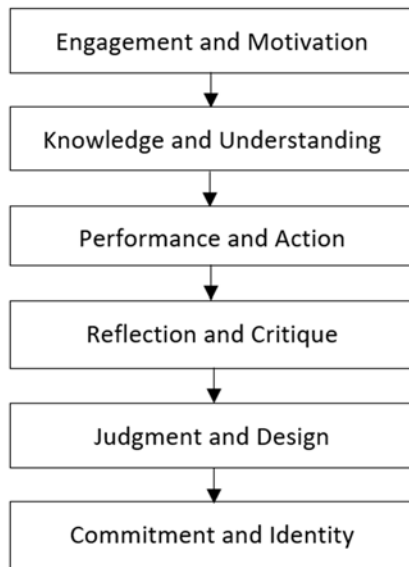 Engagement and Motivation
Knowledge and Understanding
Performance and Action
Reflection and Critique
Judgment and Design
Commitment and Identity